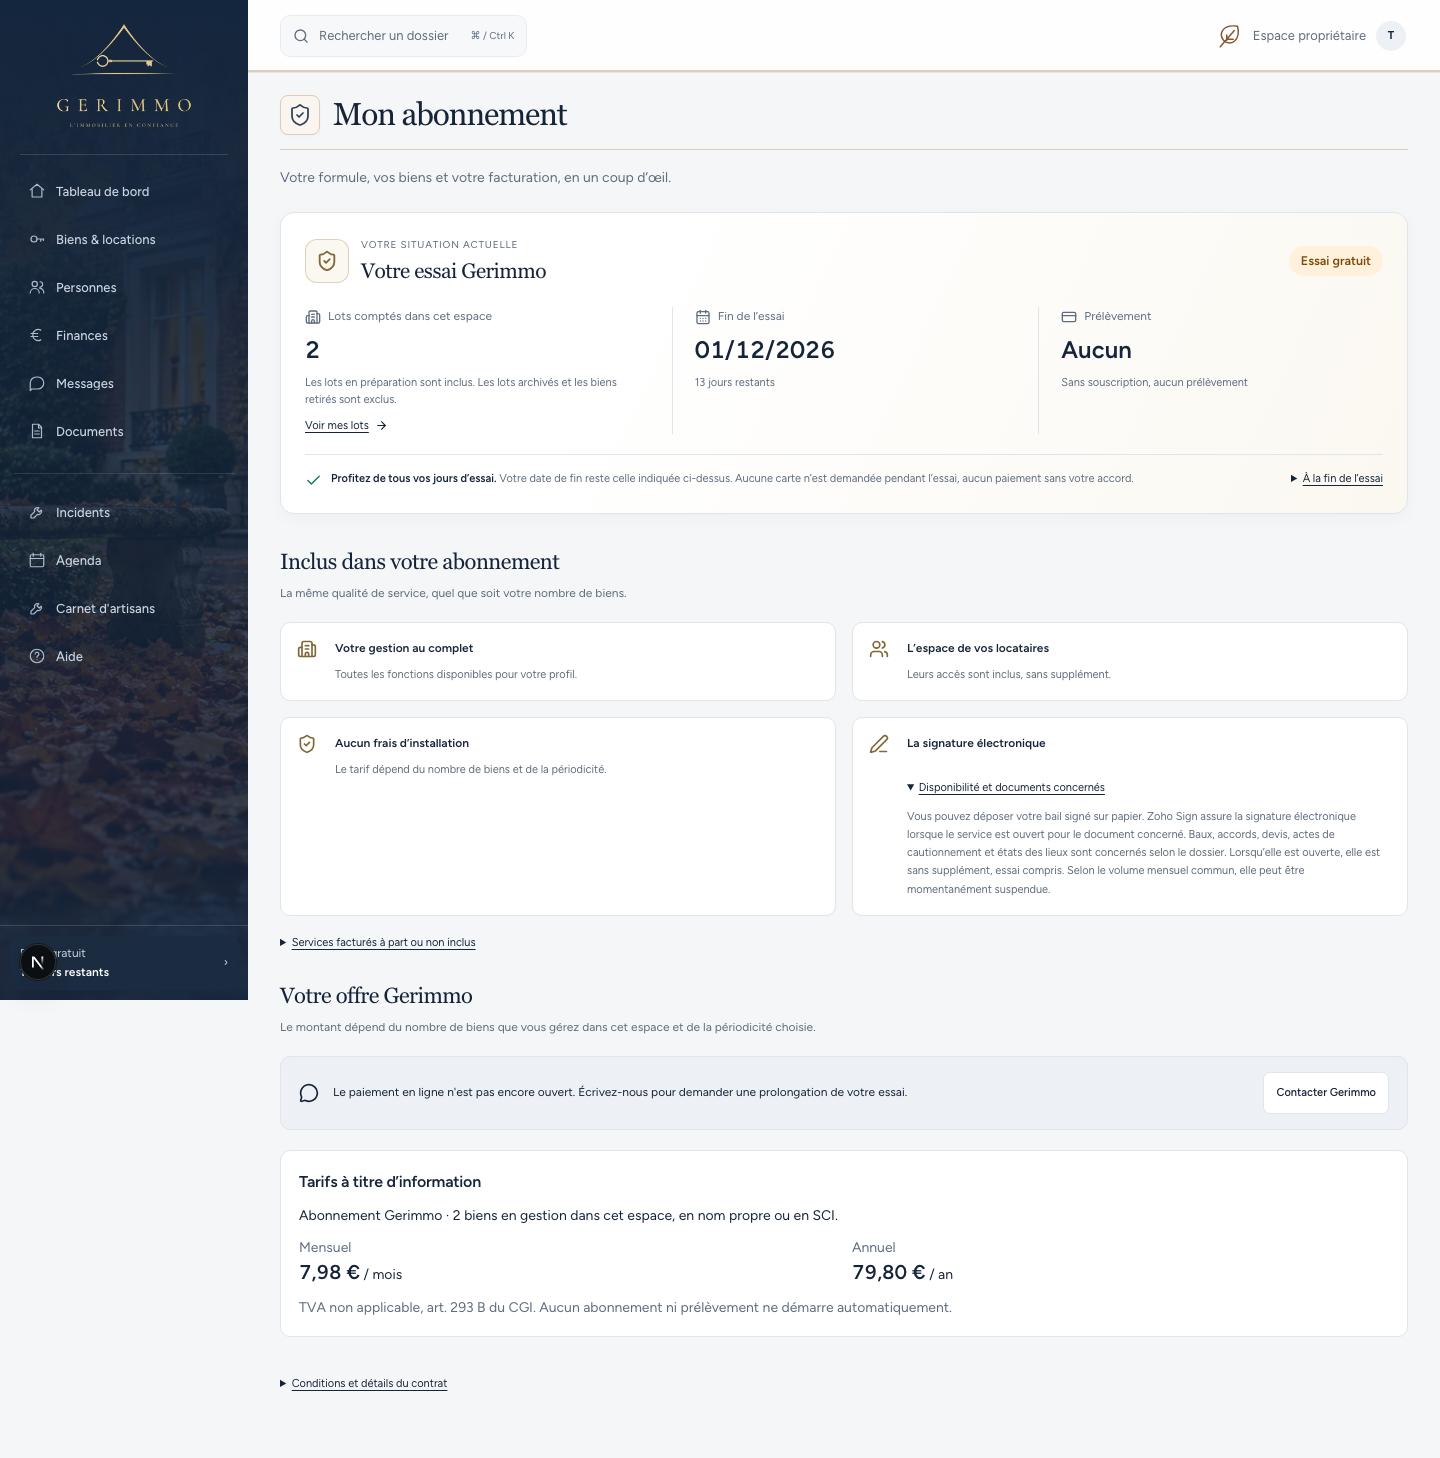 GERIMMO
L'IMMOBILIER EN CONFIANCE
Tableau de bord
Biens & locations
Personnes
Finances
Messages
Documents
Incidents
Agenda
Carnet d'artisans
Aide
gratuit
rs restants
›
Rechercher un dossier
⌘ / Ctrl K
Espace propriétaire
T
Mon abonnement
Votre formule, vos biens et votre facturation, en un coup d’œil.
VOTRE SITUATION ACTUELLE
Votre essai Gerimmo
Essai gratuit
Lots comptés dans cet espace
2
Les lots en préparation sont inclus. Les lots archivés et les biens
retirés sont exclus.
Voir mes lots →
Fin de l’essai
01/12/2026
13 jours restants
Prélèvement
Aucun
Sans souscription, aucun prélèvement
Profitez de tous vos jours d’essai. Votre date de fin reste celle indiquée ci-dessus. Aucune carte n’est demandée pendant l’essai, aucun paiement sans votre accord.
À la fin de l’essai
Inclus dans votre abonnement
La même qualité de service, quel que soit votre nombre de biens.
Votre gestion au complet
Toutes les fonctions disponibles pour votre profil.
L’espace de vos locataires
Leurs accès sont inclus, sans supplément.
Aucun frais d’installation
Le tarif dépend du nombre de biens et de la périodicité.
La signature électronique
Disponibilité et documents concernés
Vous pouvez déposer votre bail signé sur papier. Zoho Sign assure la signature électronique
lorsque le service est ouvert pour le document concerné. Baux, accords, devis, actes de
cautionnement et états des lieux sont concernés selon le dossier. Lorsqu’elle est ouverte, elle est
sans supplément, essai compris. Selon le volume mensuel commun, elle peut être
momentanément suspendue.
Services facturés à part ou non inclus
Votre offre Gerimmo
Le montant dépend du nombre de biens que vous gérez dans cet espace et de la périodicité choisie.
Le paiement en ligne n'est pas encore ouvert. Écrivez-nous pour demander une prolongation de votre essai.
Contacter Gerimmo
Tarifs à titre d’information
Abonnement Gerimmo · 2 biens en gestion dans cet espace, en nom propre ou en SCI.
Mensuel
7,98 € / mois
Annuel
79,80 € / an
TVA non applicable, art. 293 B du CGI. Aucun abonnement ni prélèvement ne démarre automatiquement.
Conditions et détails du contrat